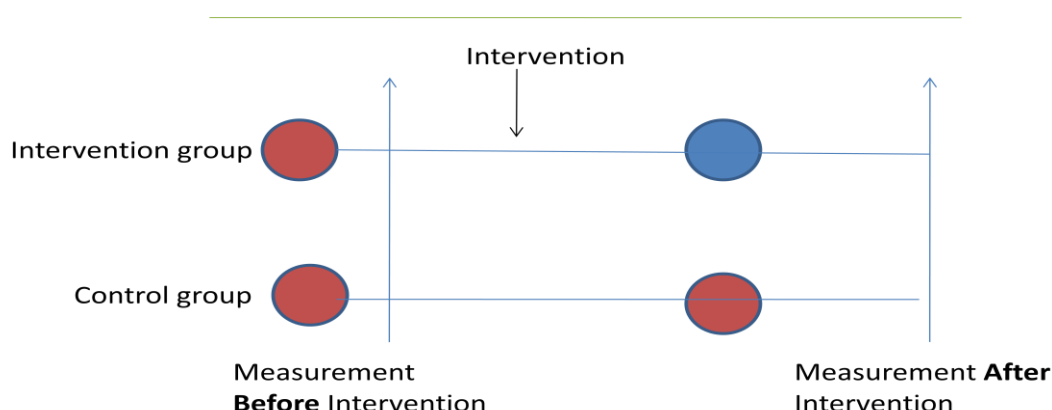 Intervention
Intervention group
Control group
Measurement
Before Intervention
Measurement After
Intervention